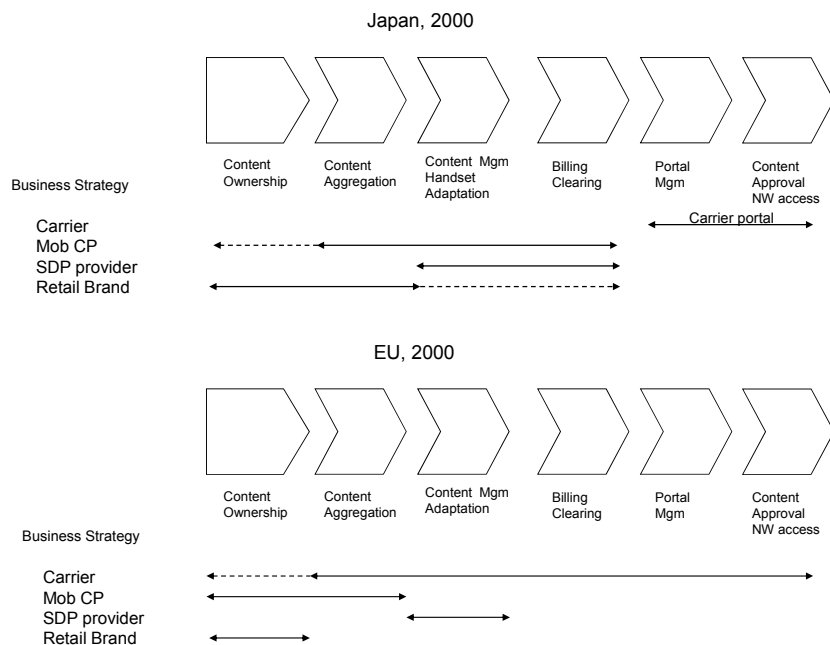 Japan, 2000
Content Ownership
Content Aggregation
Content Mgm Handset Adaptation
Billing Clearing
Portal Mgm
Content Approval NW access
Business Strategy
Carrier
Carrier portal
Mob CP
SDP provider
Retail Brand
EU, 2000
Content Ownership
Content Aggregation
Content Mgm Adaptation
Billing Clearing
Portal Mgm
Content Approval NW access
Business Strategy
Carrier
Mob CP
SDP provider
Retail Brand